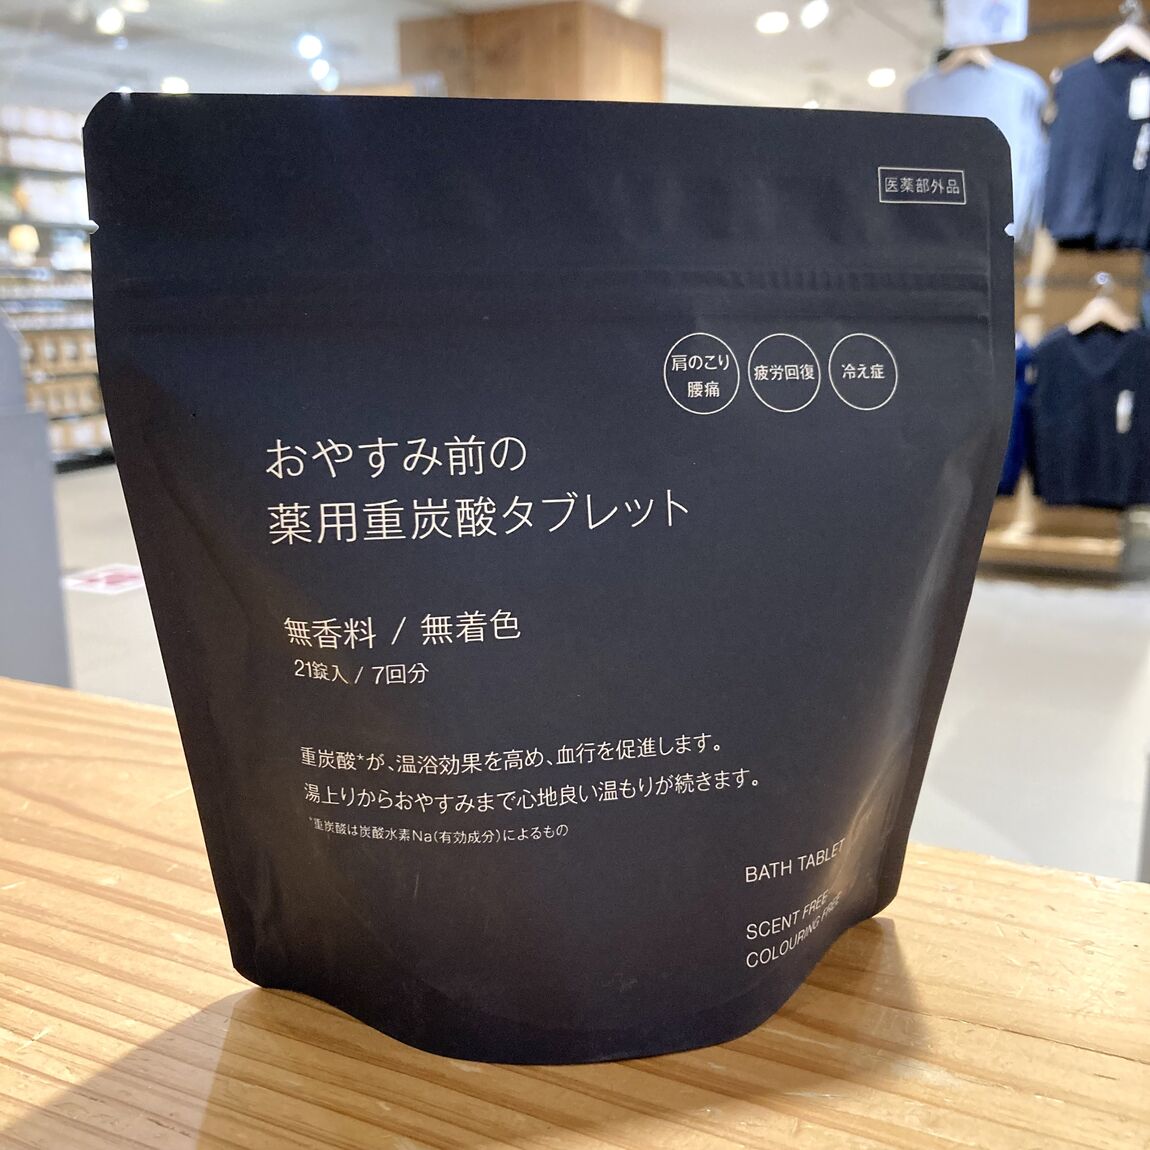 医薬部外品
肩のこり
腰痛
疲労回復
冷え症
おやすみ前の
薬用重炭酸タブレット
無香料 / 無着色
21錠入 / 7回分
重炭酸*が、温浴効果を高め、血行を促進します。
湯上りからおやすみまで心地良い温もりが続きます。
*重炭酸は炭酸水素Na(有効成分)によるもの
BATH TABLET
SCENT FREE
COLOURING FREE